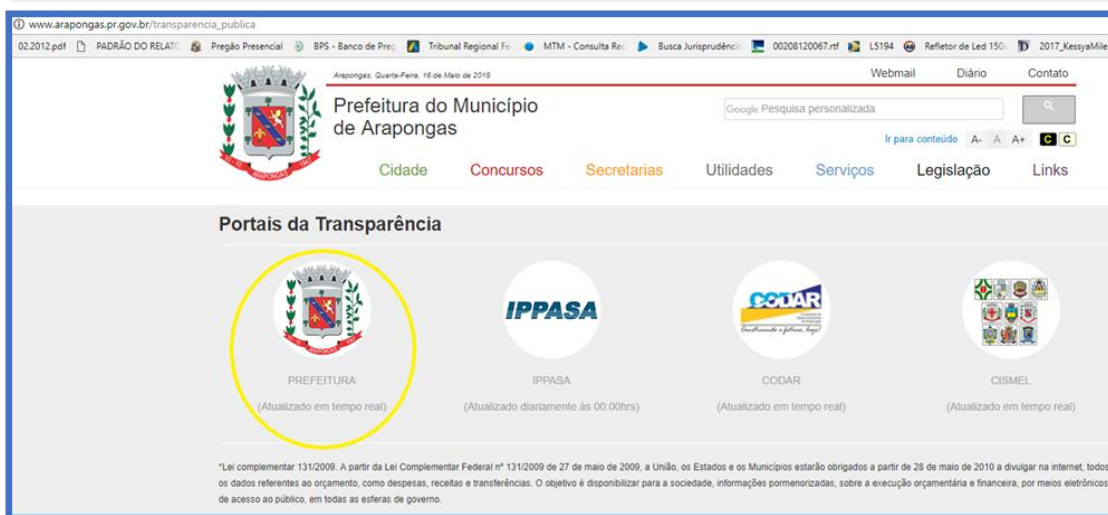 www.arapongas.pr.gov.br/transparencia_publica
02.2012.pdf PADRÃO DO RELATO Pregão Presencial BPS - Banco de Preç Tribunal Regional Fe MTM - Consulta Rec Busca Jurisprudência 00208120067.rtf L5194 Refletor de Led 150 2017_KessyaMile
Arapongas, Quarta-Feira, 16 de Maio de 2018 Webmail Diário Contato
Prefeitura do Município
de Arapongas
Google Pesquisa personalizada
Ir para conteúdo A- A A+ C C
Cidade Concursos Secretarias Utilidades Serviços Legislação Links
ARAPONGAS
Portais da Transparência
IPPASA CODAR
PREFEITURA IPPASA CODAR CISMEL
(Atualizado em tempo real) (Atualizado diariamente às 00:00hrs) (Atualizado em tempo real) (Atualizado em tempo real)
*Lei complementar 131/2009. A partir da Lei Complementar Federal nº 131/2009 de 27 de maio de 2009, a União, os Estados e os Municípios estarão obrigados a partir de 28 de maio de 2010 a divulgar na internet, todos
os dados referentes ao orçamento, como despesas, receitas e transferências. O objetivo é disponibilizar para a sociedade, informações pormenorizadas, sobre a execução orçamentária e financeira, por meios eletrônicos
de acesso ao público, em todas as esferas de governo.